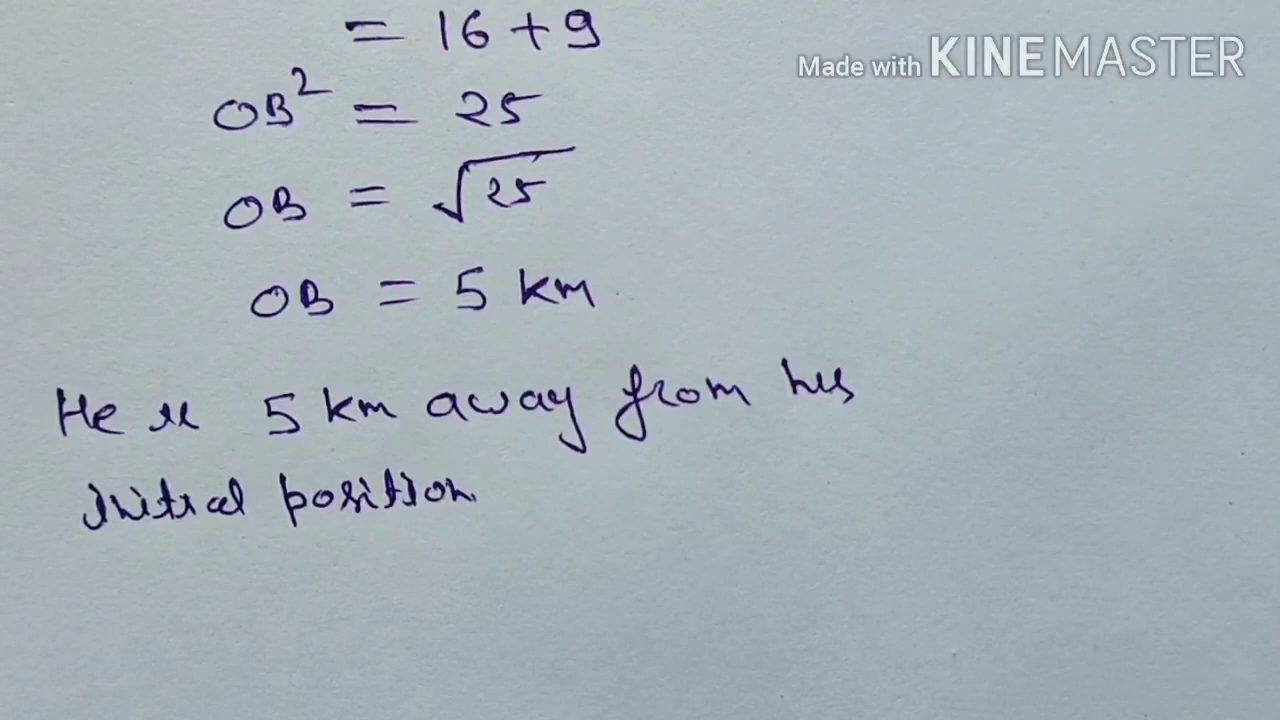 = 16 + 9
Made with KINEMASTER
OB² = 25
OB = √25
OB = 5 km
He is 5 km away from his
initial position.